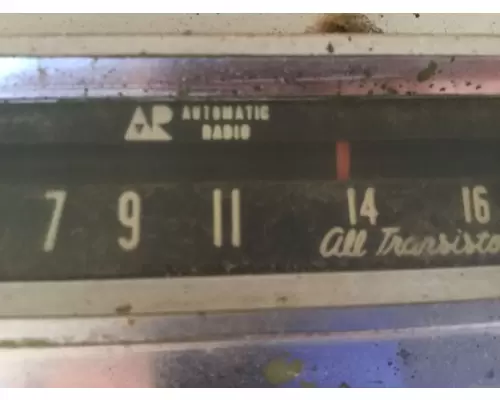 AR AUTOMATIC
RADIO
7 9 11 14 16
All Transisto